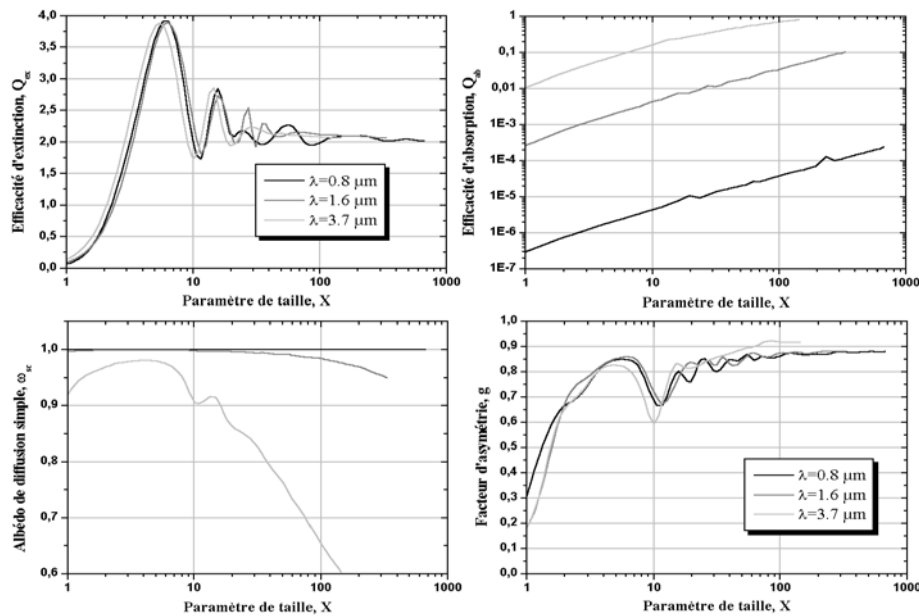 Efficacité d'extinction, Q_ex
4,0
3,5
3,0
2,5
2,0
1,5
1,0
0,5
0,0
1
10
100
1000
Paramètre de taille, X
λ=0.8 µm
λ=1.6 µm
λ=3.7 µm
Efficacité d'absorption, Q_ab
1
0,1
0,01
1E-3
1E-4
1E-5
1E-6
1E-7
1
10
100
1000
Paramètre de taille, X
Albédo de diffusion simple, ω_sc
1,0
0,9
0,8
0,7
0,6
1
10
100
1000
Paramètre de taille, X
Facteur d'asymétrie, g
0,9
0,8
0,7
0,6
0,5
0,4
0,3
0,2
0,1
0,0
1
10
100
1000
Paramètre de taille, X
λ=0.8 µm
λ=1.6 µm
λ=3.7 µm